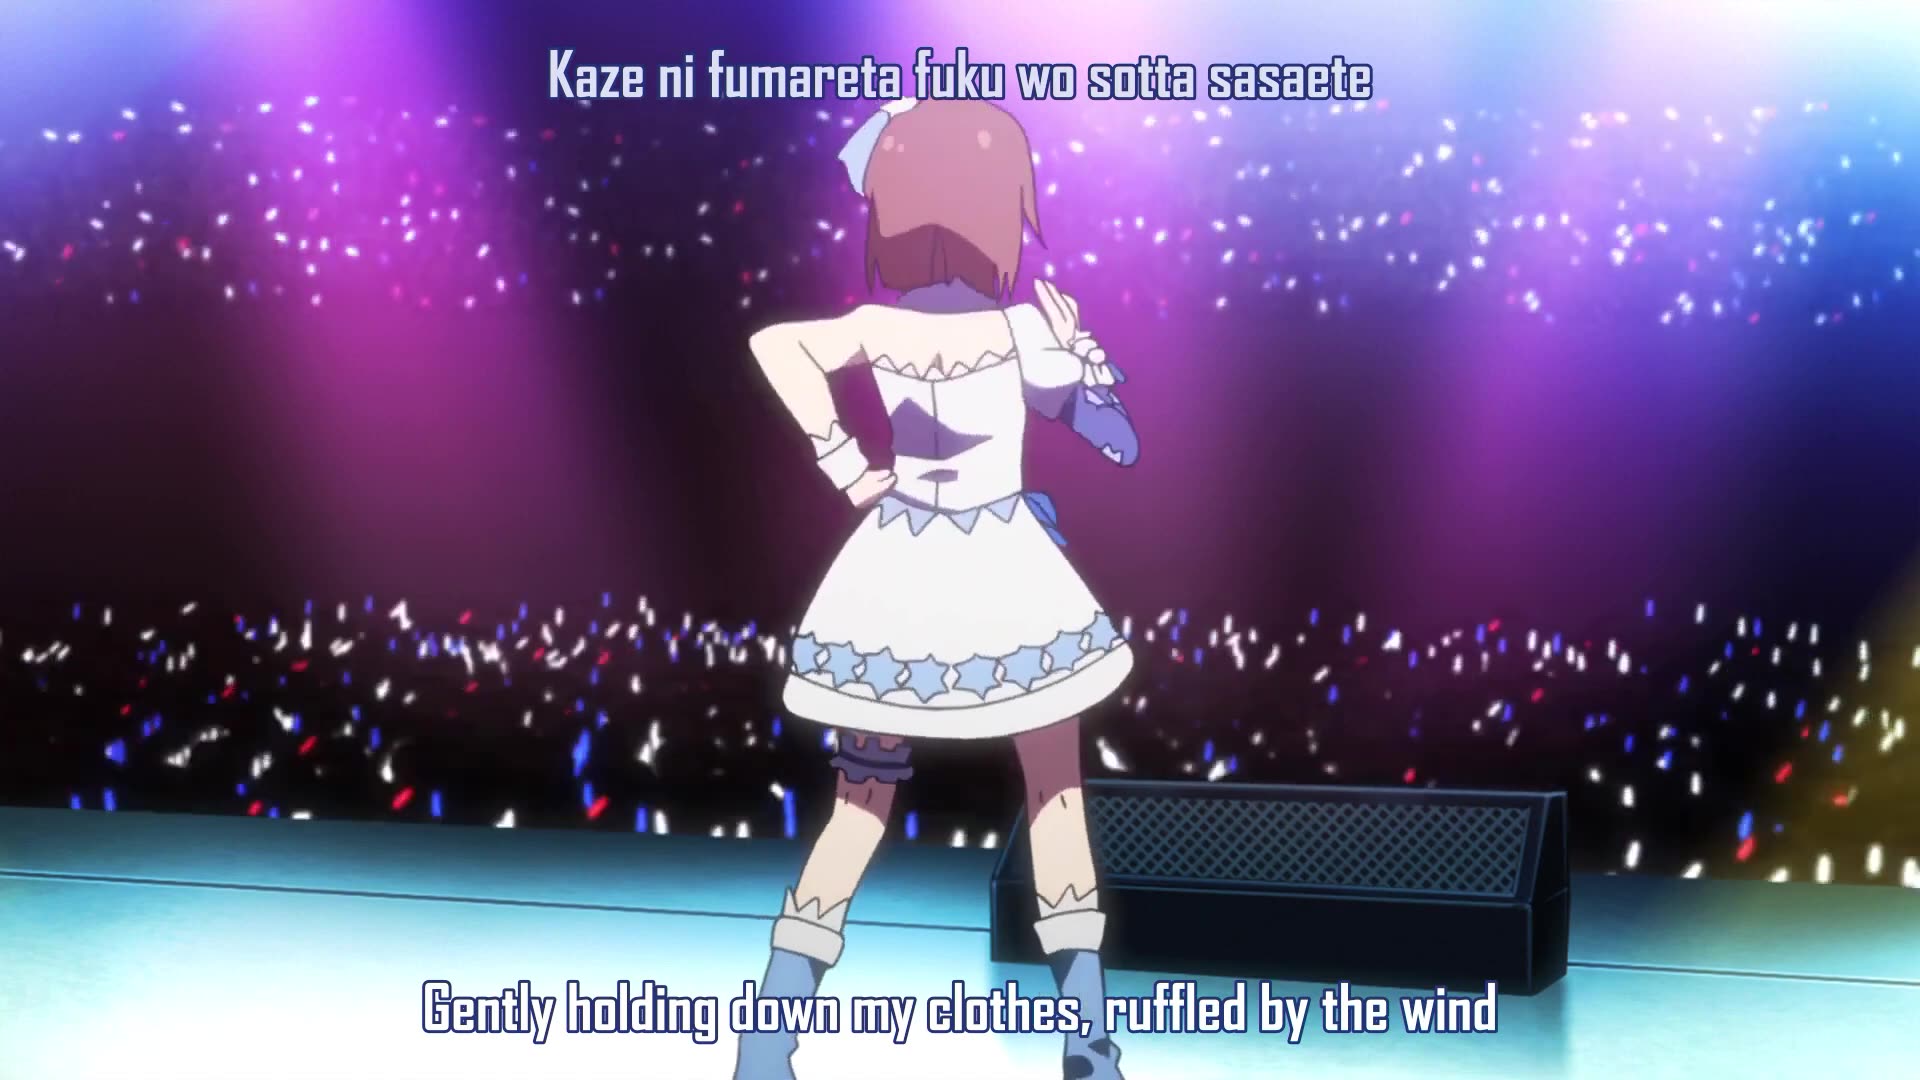 Kaze ni fumareta fuku wo sotta sasaete
Gently holding down my clothes, ruffled by the wind